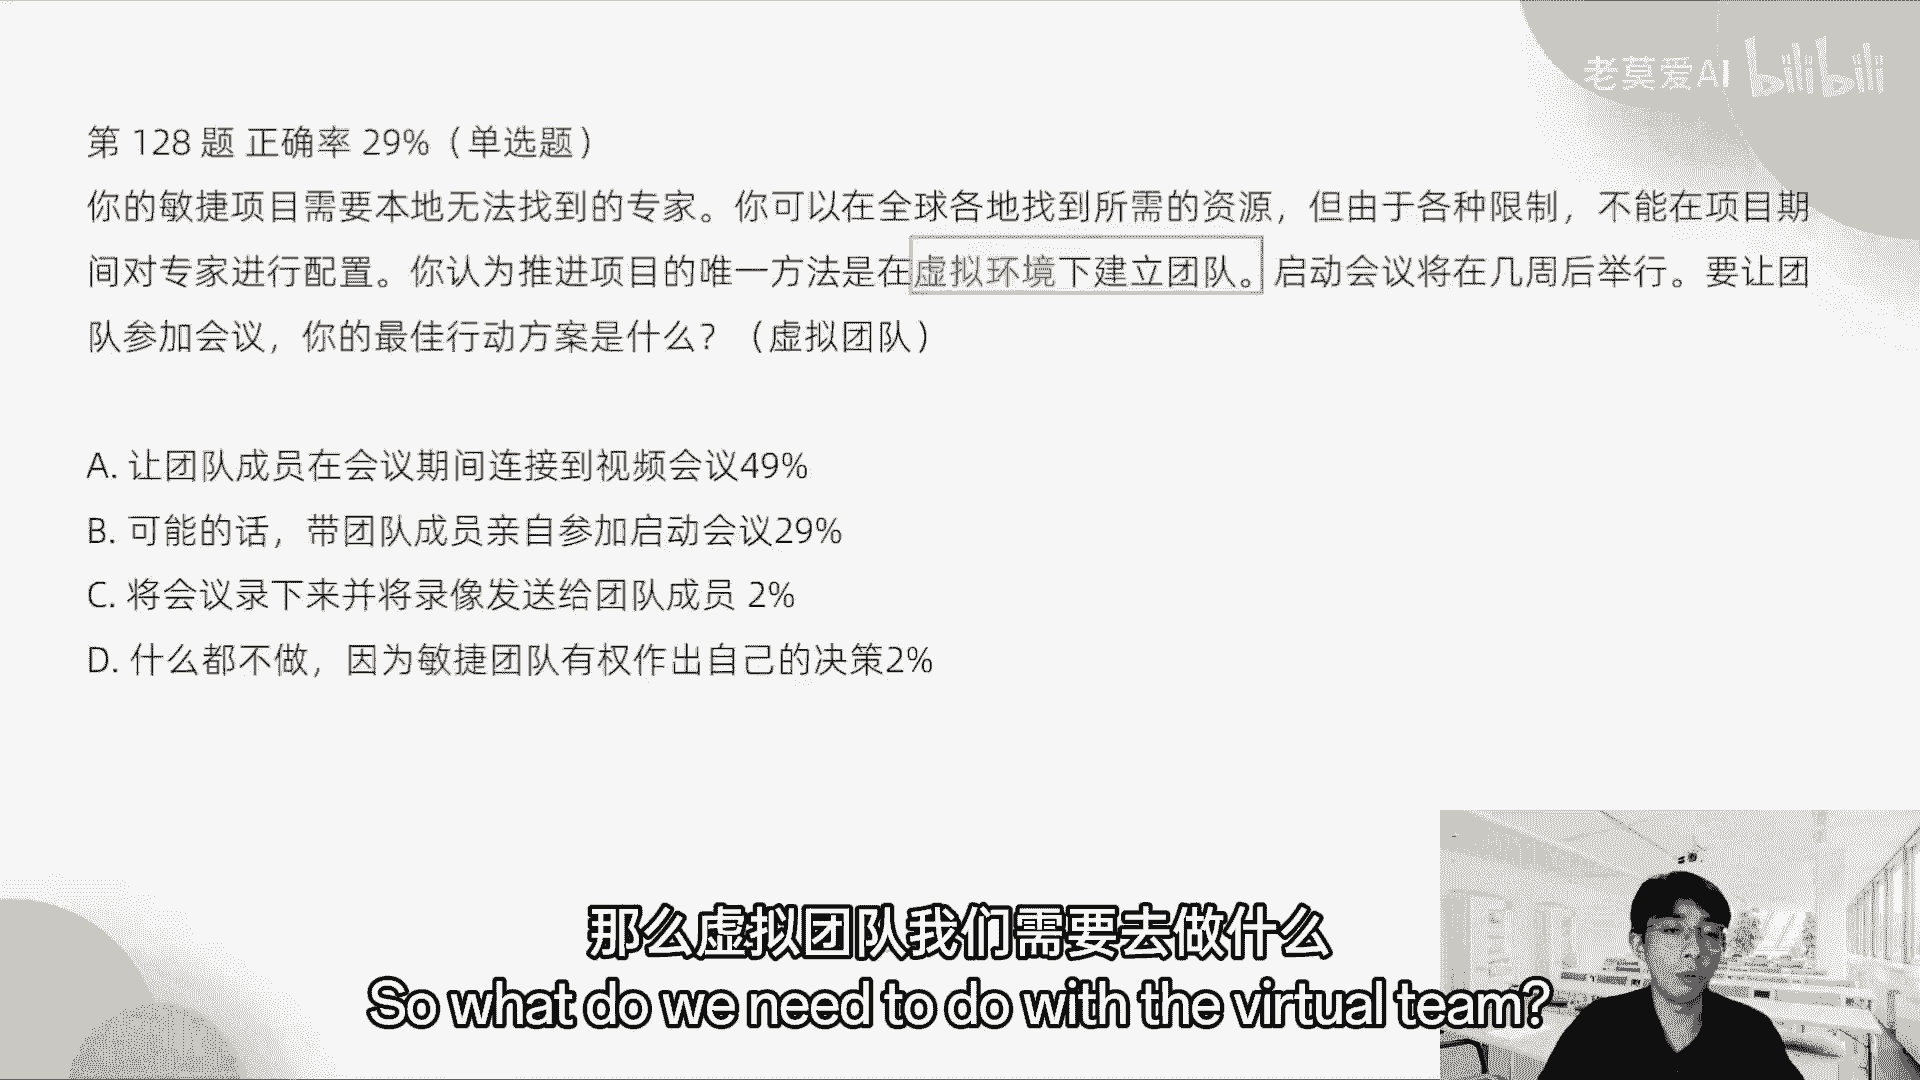 老莫爱AI bilibili
第 128 题 正确率 29%（单选题）
你的敏捷项目需要本地无法找到的专家。你可以在全球各地找到所需的资源，但由于各种限制，不能在项目期
间对专家进行配置。你认为推进项目的唯一方法是在虚拟环境下建立团队。启动会议将在几周后举行。要让团
队参加会议，你的最佳行动方案是什么？（虚拟团队）
A. 让团队成员在会议期间连接到视频会议49%
B. 可能的话，带团队成员亲自参加启动会议29%
C. 将会议录下来并将录像发送给团队成员 2%
D. 什么都不做，因为敏捷团队有权作出自己的决策2%
那么虚拟团队我们需要去做什么
So what do we need to do with the virtual team?